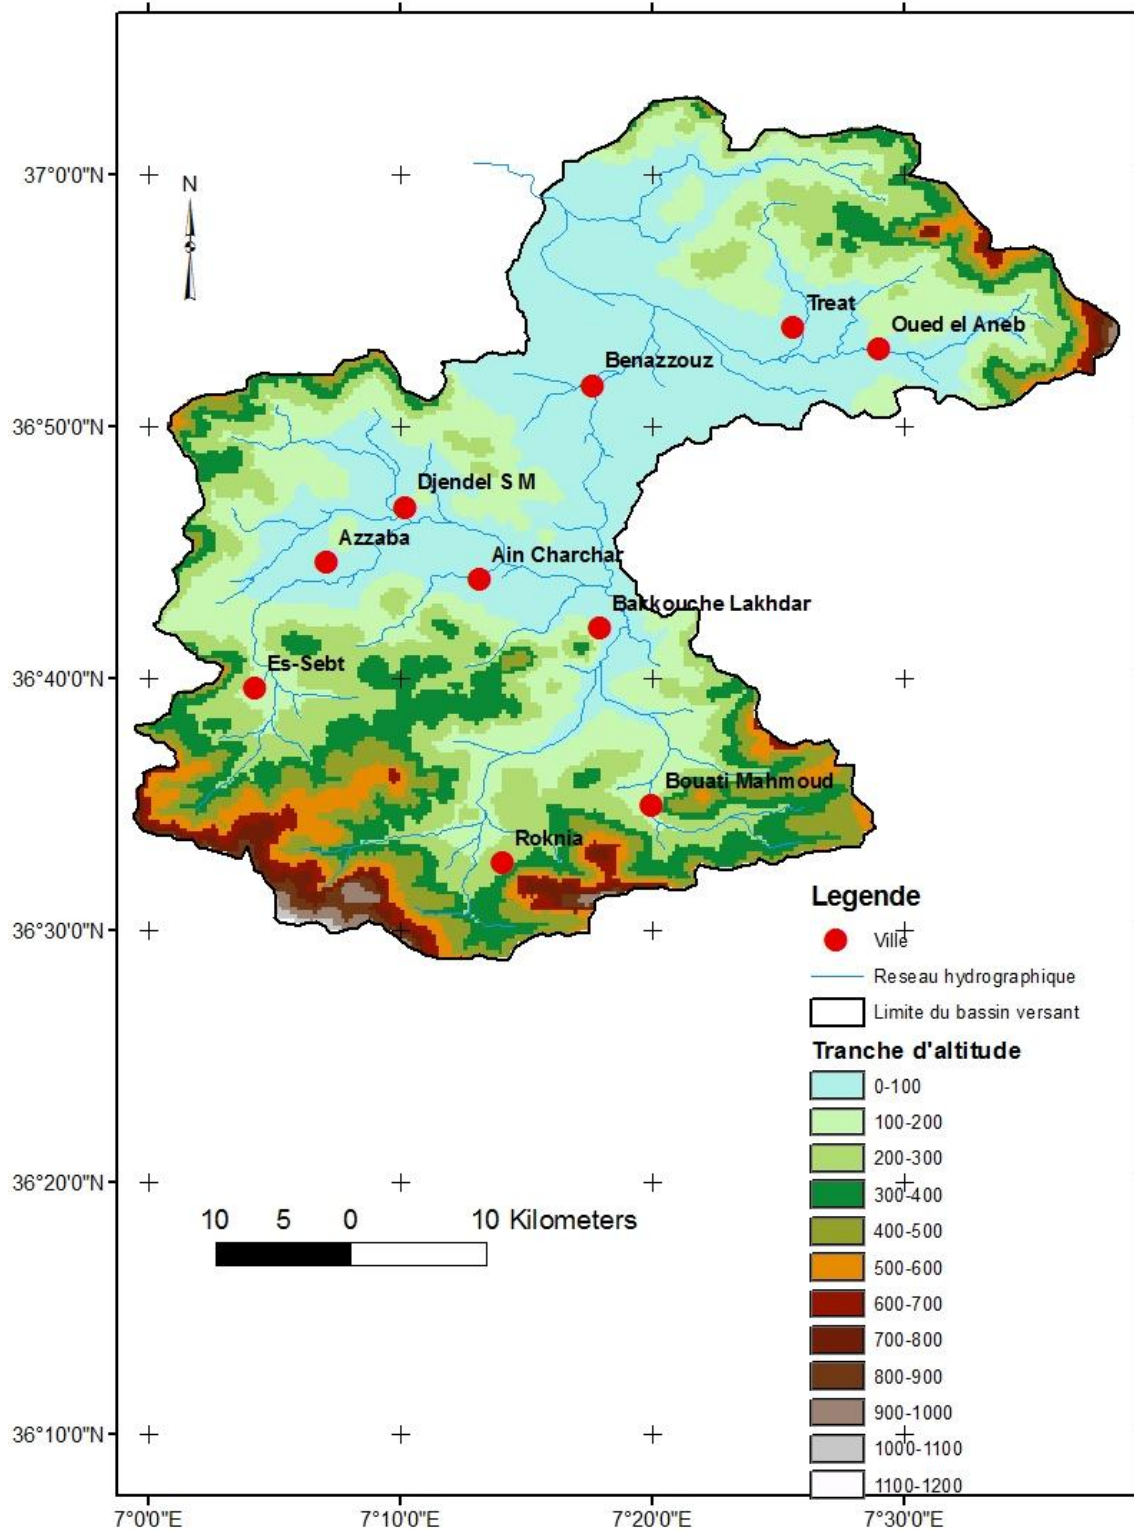 37°0'0"N
N
Treat
Oued el Aneb
Benazzouz
36°50'0"N
Djendel S M
Azzaba
Ain Charchar
Bakkouche Lakhdar
Es-Sebt
36°40'0"N
Bouati Mahmoud
Roknia
36°30'0"N
Legende
Ville
Reseau hydrographique
Limite du bassin versant
Tranche d'altitude
0-100
100-200
200-300
300-400
400-500
500-600
600-700
700-800
800-900
900-1000
1000-1100
1100-1200
36°20'0"N
10 5 0 10 Kilometers
36°10'0"N
7°0'0"E 7°10'0"E 7°20'0"E 7°30'0"E